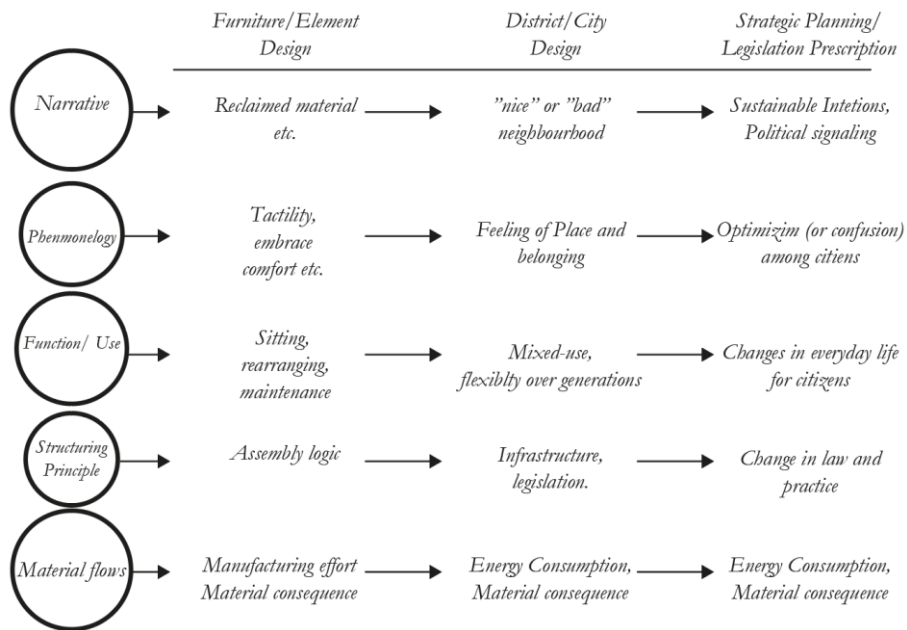 Furniture/Element
Design
District/City
Design
Strategic Planning/
Legislation Prescription
Narrative
Reclaimed material
etc.
"nice" or "bad"
neighbourhood
Sustainable Intetions,
Political signaling
Phenmonelogy
Tactility,
embrace
comfort etc.
Feeling of Place and
belonging
Optimizim (or confusion)
among citiens
Function/ Use
Sitting,
rearranging,
maintenance
Mixed-use,
flexiblty over generations
Changes in everyday life
for citizens
Structuring
Principle
Assembly logic
Infrastructure,
legislation.
Change in law and
practice
Material flows
Manufacturing effort
Material consequence
Energy Consumption,
Material consequence
Energy Consumption,
Material consequence